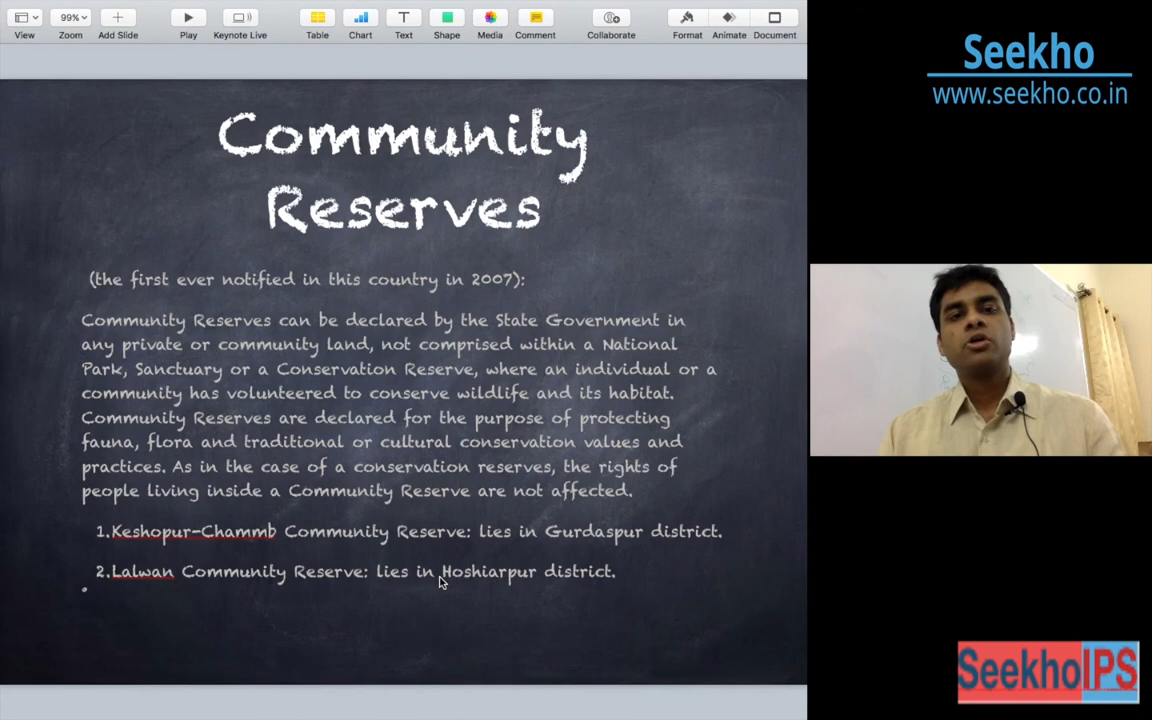 View
99%
Zoom
Add Slide
Play
Keynote Live
Table
Chart
T
Text
Shape
Media
Comment
Collaborate
Format
Animate
Document
Seekho
www.seekho.co.in
Community
Reserves
(the first ever notified in this country in 2007):
Community Reserves can be declared by the State Government in
any private or community land, not comprised within a National
Park, Sanctuary or a Conservation Reserve, where an individual or a
community has volunteered to conserve wildlife and its habitat.
Community Reserves are declared for the purpose of protecting
fauna, flora and traditional or cultural conservation values and
practices. As in the case of a conservation reserves, the rights of
people living inside a Community Reserve are not affected.
1.Keshopur-Chammb Community Reserve: lies in Gurdaspur district.
2.Lalwan Community Reserve: lies in Hoshiarpur district.
SeekhoIPS